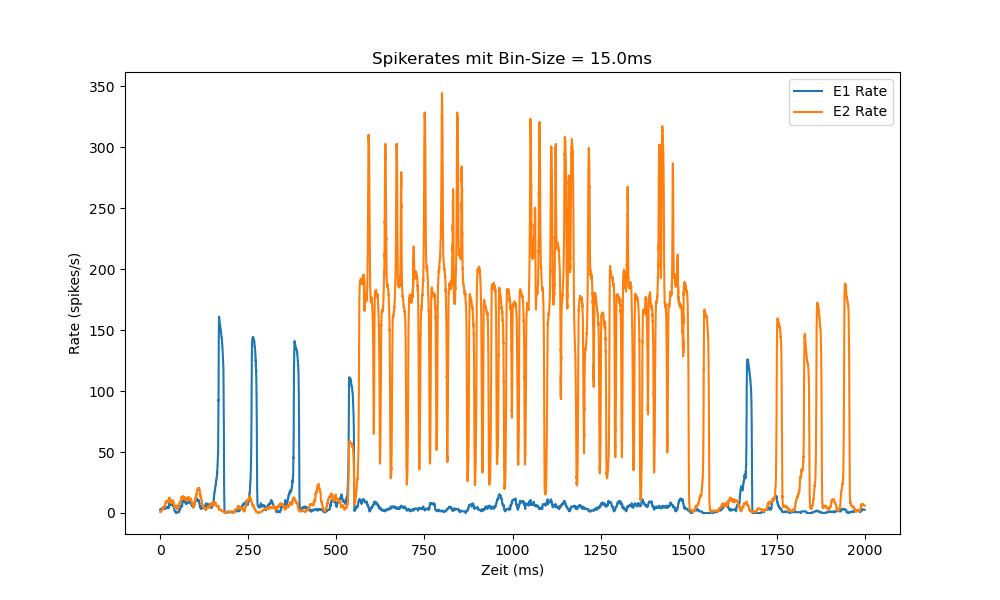 Spikerates mit Bin-Size = 15.0ms
E1 Rate
E2 Rate
Rate (spikes/s)
350
300
250
200
150
100
50
0
0 250 500 750 1000 1250 1500 1750 2000
Zeit (ms)